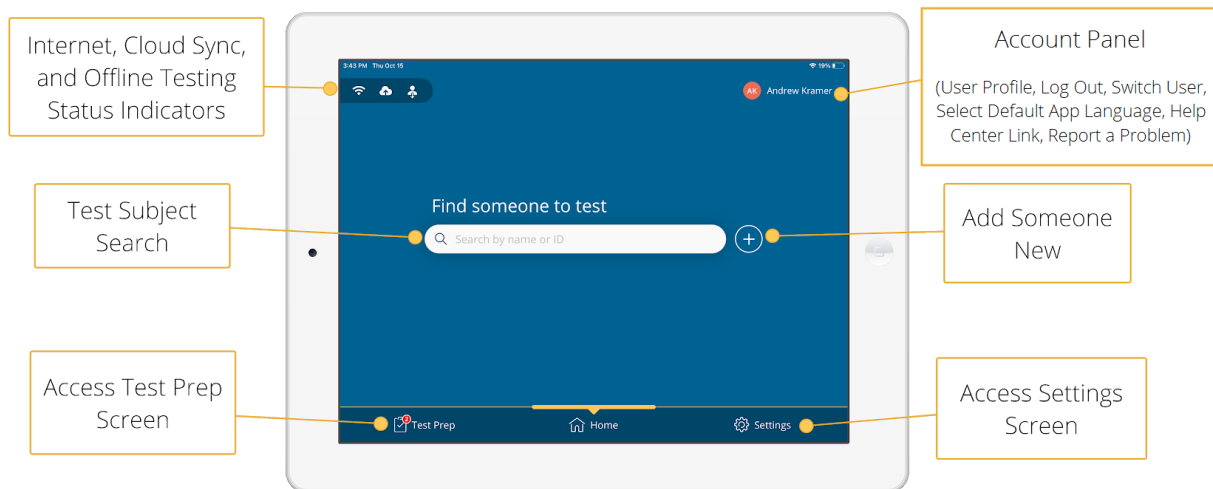 Internet, Cloud Sync,
and Offline Testing
Status Indicators
Account Panel
(User Profile, Log Out, Switch User,
Select Default App Language, Help
Center Link, Report a Problem)
3:43 PM Thu Oct 15
19%
AK Andrew Kramer
Test Subject
Search
Find someone to test
Search by name or ID
Add Someone
New
Access Test Prep
Screen
Test Prep
Home
Settings
Access Settings
Screen